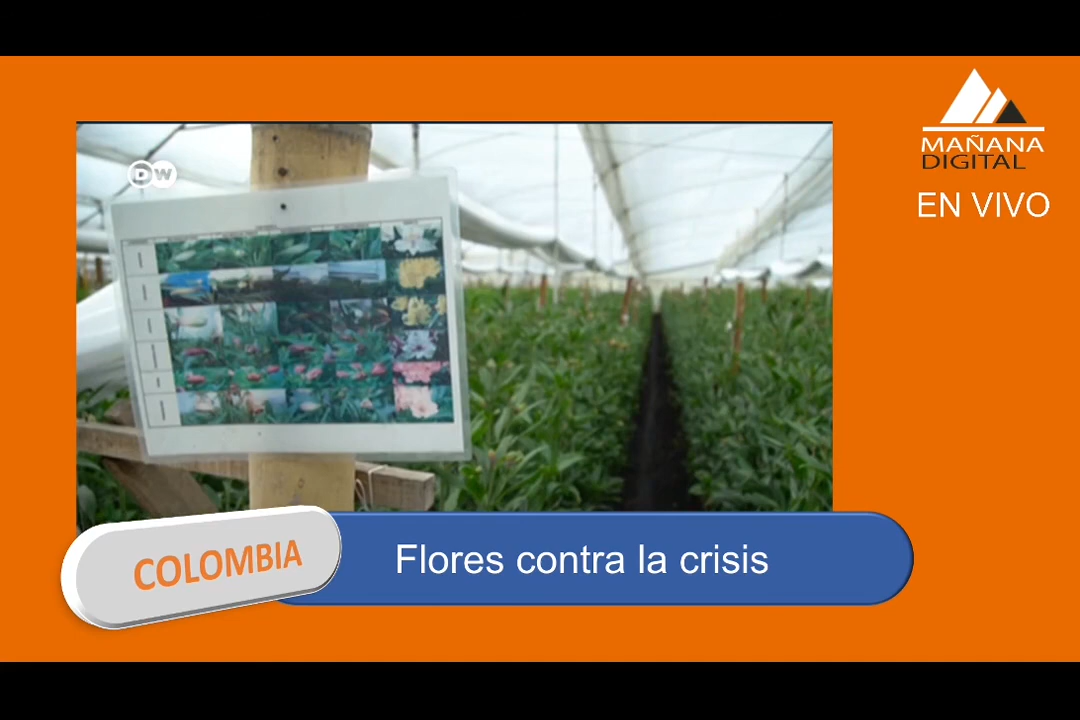 DW
MAÑANA
DIGITAL
EN VIVO
COLOMBIA
Flores contra la crisis